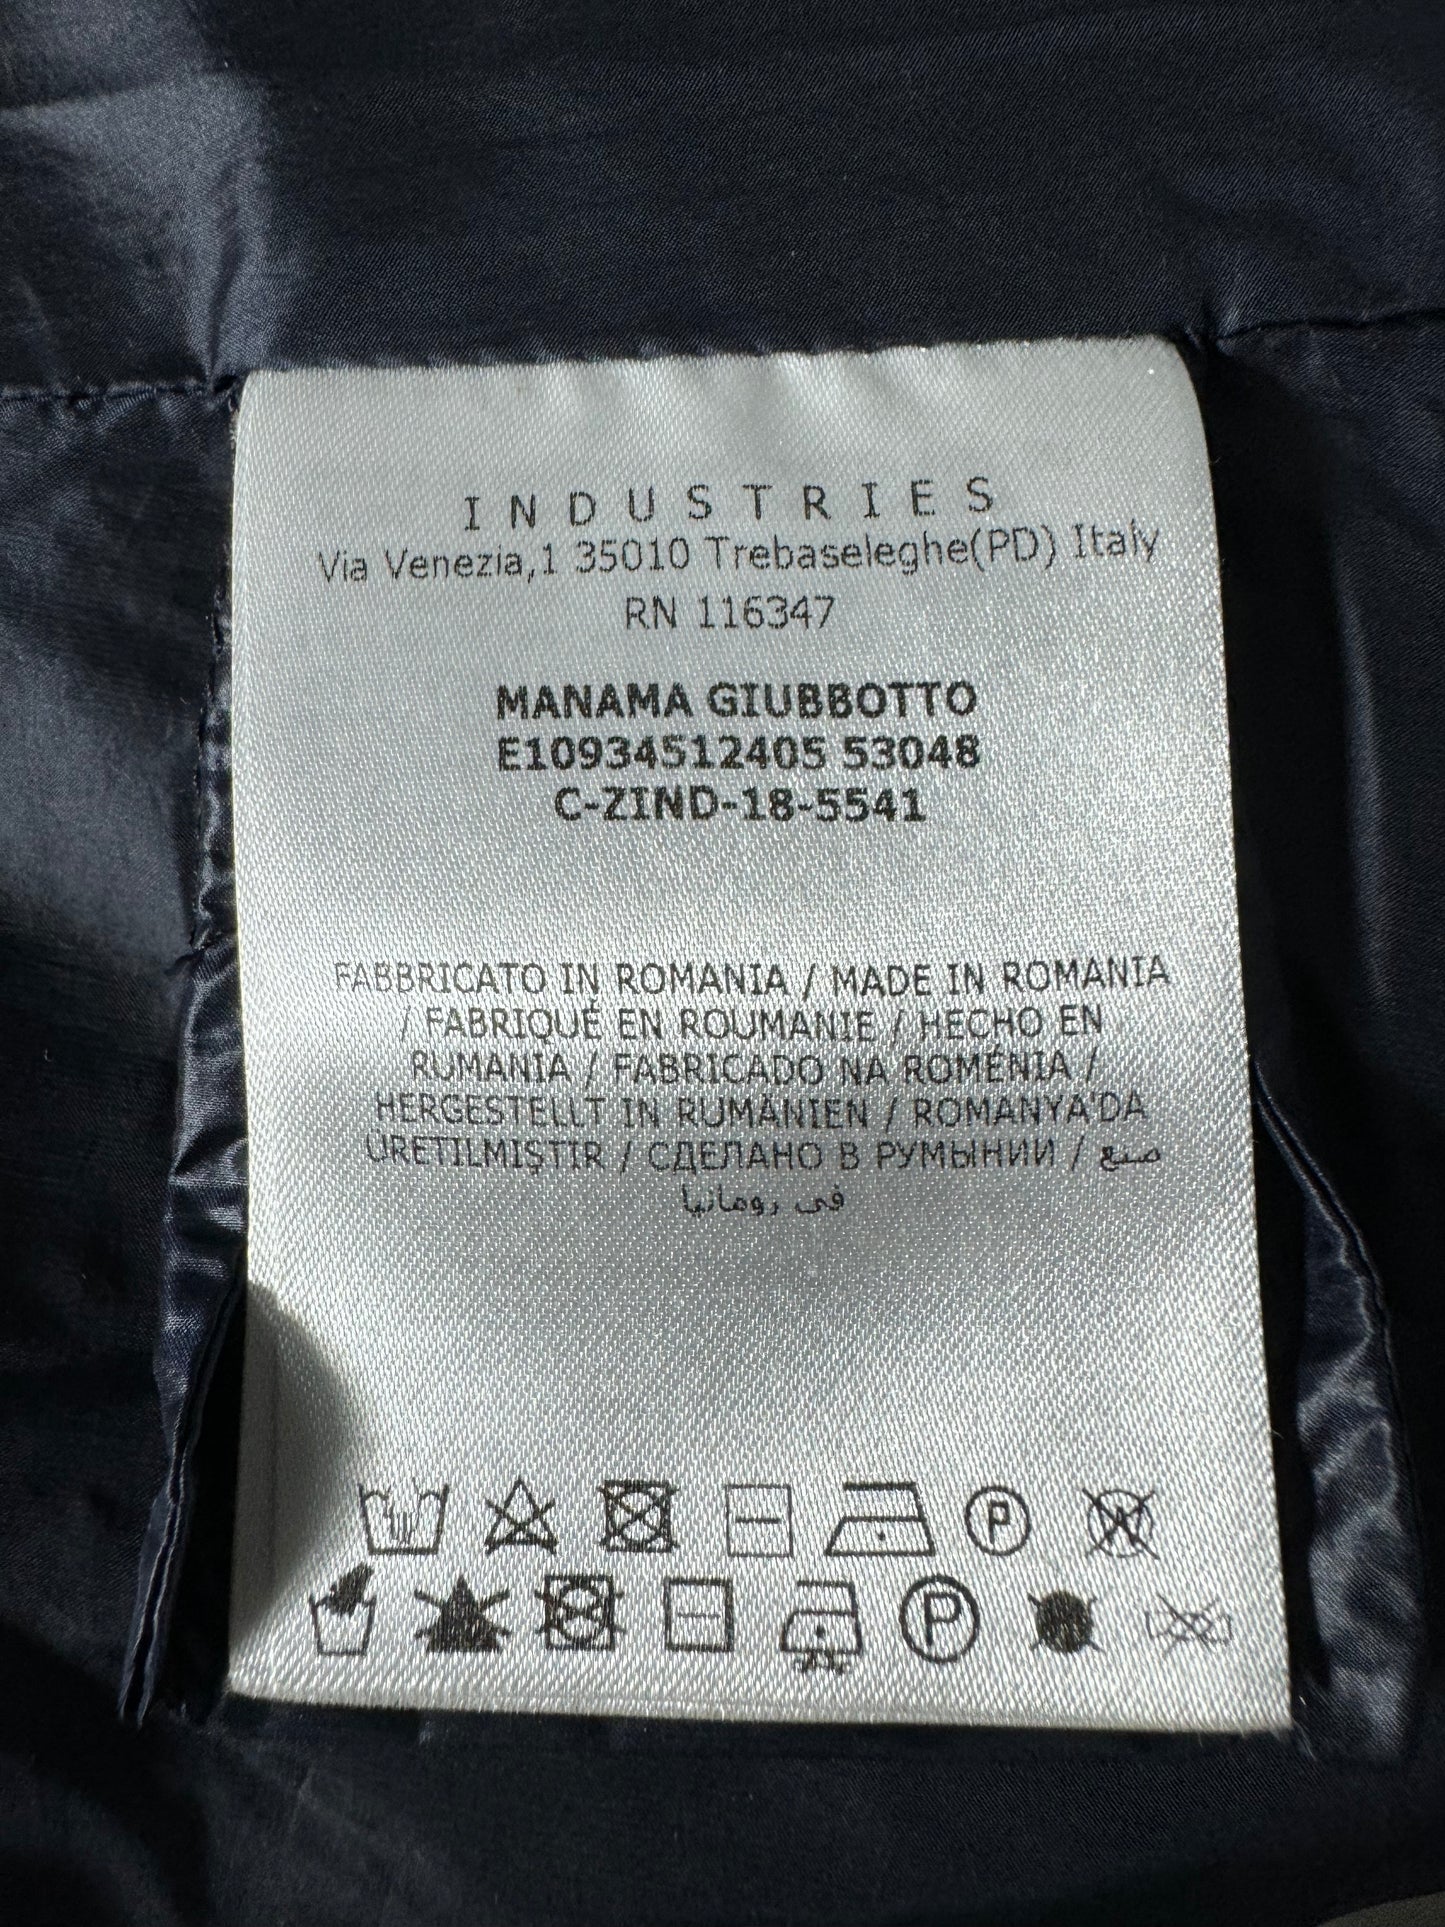 INDUSTRIES
Via Venezia,1 35010 Trebaseleghe(PD) Italy
RN 116347
MANAMA GIUBBOTTO
E10934512405 53048
C-ZIND-18-5541
FABBRICATO IN ROMANIA / MADE IN ROMANIA
/ FABRIQUÉ EN ROUMANIE / HECHO EN
RUMANIA / FABRICADO NA ROMÉNIA /
HERGESTELLT IN RUMÄNIEN / ROMANYA'DA
ÜRETILMIŞTIR / СДЕЛАНО В РУМЫНИИ / صنع
في رومانيا
P
P